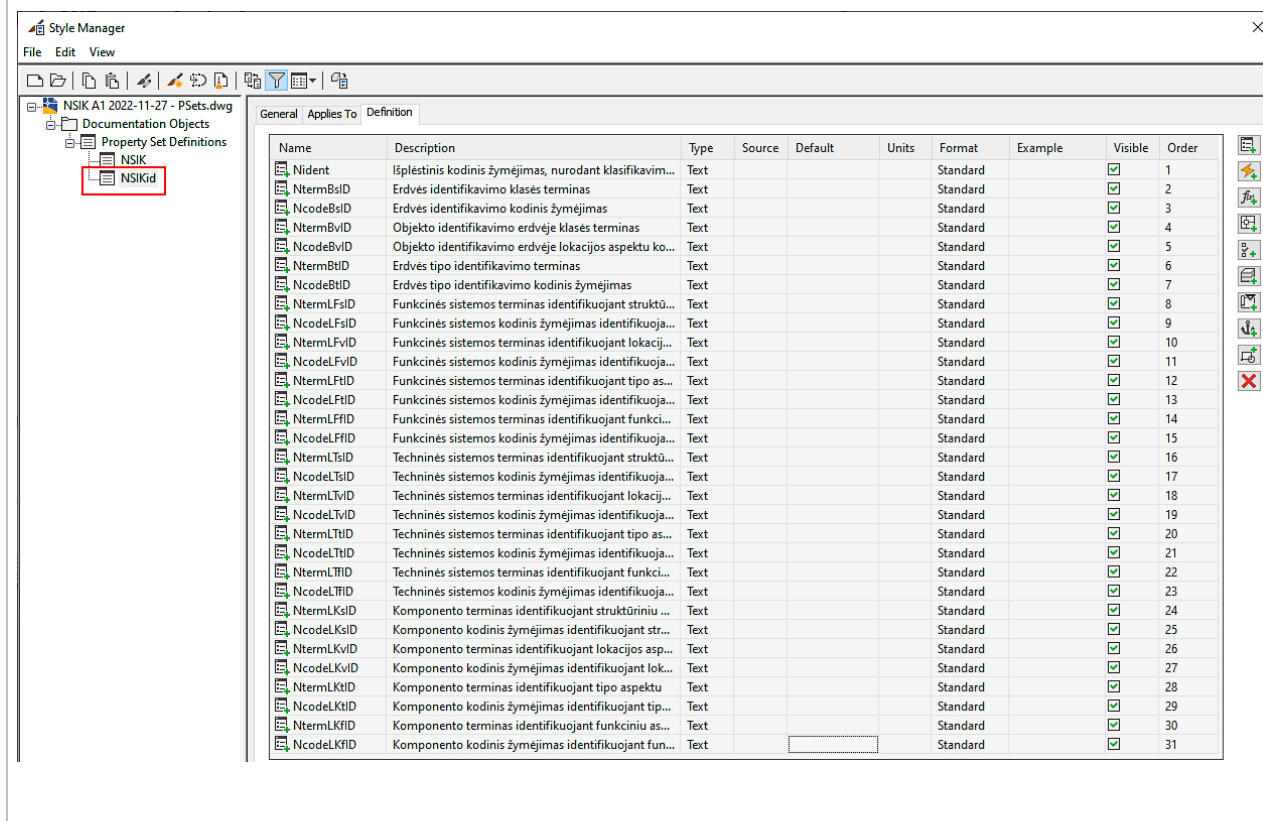 Style Manager
File Edit View
NSIK A1 2022-11-27 - PSets.dwg
Documentation Objects
Property Set Definitions
NSIK
NSIKid
General Applies To Definition
Name Description Type Source Default Units Format Example Visible Order
Nident Išplėstinis kodinis žymėjimas, nurodant klasifikavim... Text Standard 1
NtermBsID Erdvės identifikavimo klasės terminas Text Standard 2
NcodeBsID Erdvės identifikavimo kodinis žymėjimas Text Standard 3
NtermBvID Objekto identifikavimo erdvėje klasės terminas Text Standard 4
NcodeBvID Objekto identifikavimo erdvėje lokacijos aspektu ko... Text Standard 5
NtermBtID Erdvės tipo identifikavimo terminas Text Standard 6
NcodeBtID Erdvės tipo identifikavimo kodinis žymėjimas Text Standard 7
NtermLFsID Funkcinės sistemos terminas identifikuojant struktū... Text Standard 8
NcodeLFsID Funkcinės sistemos kodinis žymėjimas identifikuoja... Text Standard 9
NtermLFvID Funkcinės sistemos terminas identifikuojant lokacij... Text Standard 10
NcodeLFvID Funkcinės sistemos kodinis žymėjimas identifikuoja... Text Standard 11
NtermLFtID Funkcinės sistemos terminas identifikuojant tipo as... Text Standard 12
NcodeLFtID Funkcinės sistemos kodinis žymėjimas identifikuoja... Text Standard 13
NtermLFfID Funkcinės sistemos terminas identifikuojant funkci... Text Standard 14
NcodeLFfID Funkcinės sistemos kodinis žymėjimas identifikuoja... Text Standard 15
NtermLTsID Techninės sistemos terminas identifikuojant struktū... Text Standard 16
NcodeLTsID Techninės sistemos kodinis žymėjimas identifikuoja... Text Standard 17
NtermLTvID Techninės sistemos terminas identifikuojant lokacij... Text Standard 18
NcodeLTvID Techninės sistemos kodinis žymėjimas identifikuoja... Text Standard 19
NtermLTtID Techninės sistemos terminas identifikuojant tipo as... Text Standard 20
NcodeLTtID Techninės sistemos kodinis žymėjimas identifikuoja... Text Standard 21
NtermLTfID Techninės sistemos terminas identifikuojant funkci... Text Standard 22
NcodeLTfID Techninės sistemos kodinis žymėjimas identifikuoja... Text Standard 23
NtermLKsID Komponento terminas identifikuojant struktūriniu ... Text Standard 24
NcodeLKsID Komponento kodinis žymėjimas identifikuojant str... Text Standard 25
NtermLKvID Komponento terminas identifikuojant lokacijos asp... Text Standard 26
NcodeLKvID Komponento kodinis žymėjimas identifikuojant lok... Text Standard 27
NtermLKtID Komponento terminas identifikuojant tipo aspektu Text Standard 28
NcodeLKtID Komponento kodinis žymėjimas identifikuojant tip... Text Standard 29
NtermLKfID Komponento terminas identifikuojant funkciniu as... Text Standard 30
NcodeLKfID Komponento kodinis žymėjimas identifikuojant fun... Text Standard 31